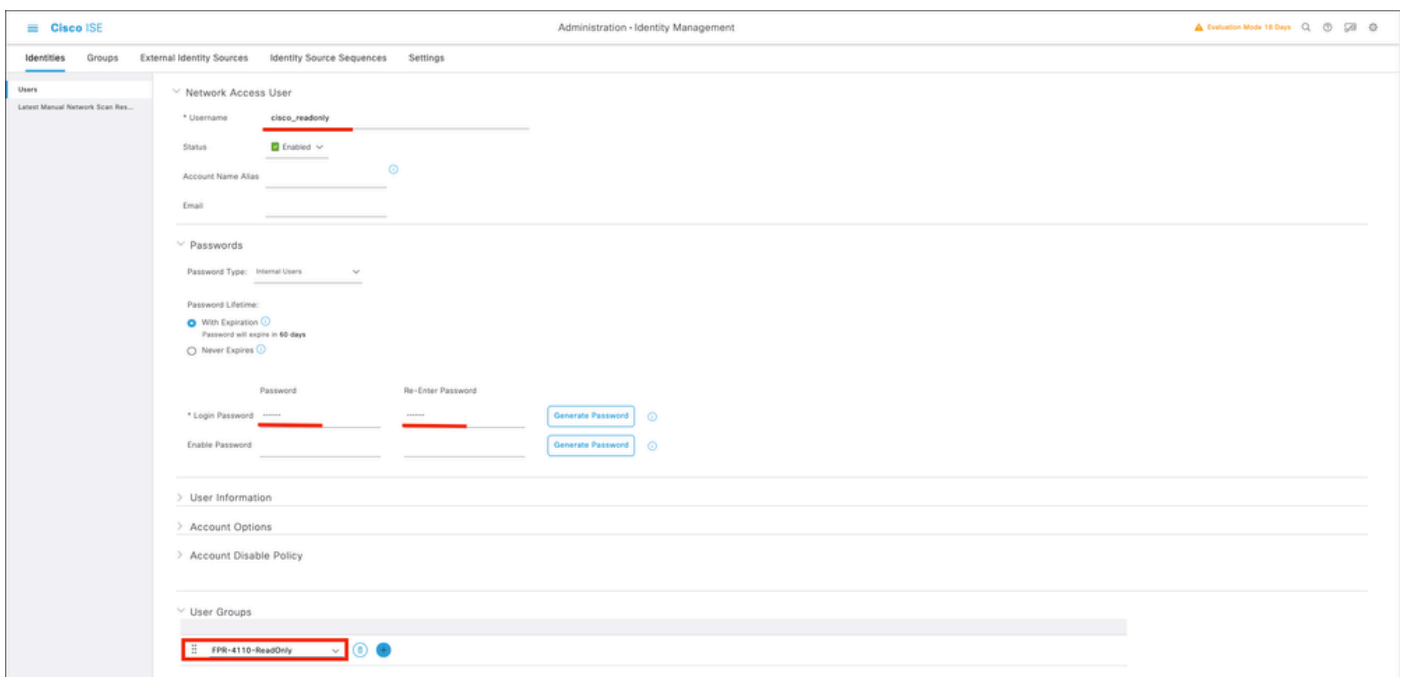 Cisco ISE
Administration · Identity Management
Evaluation Mode 18 Days
Identities Groups External Identity Sources Identity Source Sequences Settings
Users
Latest Manual Network Scan Res...
Network Access User
* Username cisco_readonly
Status Enabled
Account Name Alias
Email
Passwords
Password Type: Internal Users
Password Lifetime:
With Expiration
Password will expire in 60 days
Never Expires
Password Re-Enter Password
* Login Password ...... ...... Generate Password
Enable Password Generate Password
User Information
Account Options
Account Disable Policy
User Groups
FPR-4110-ReadOnly